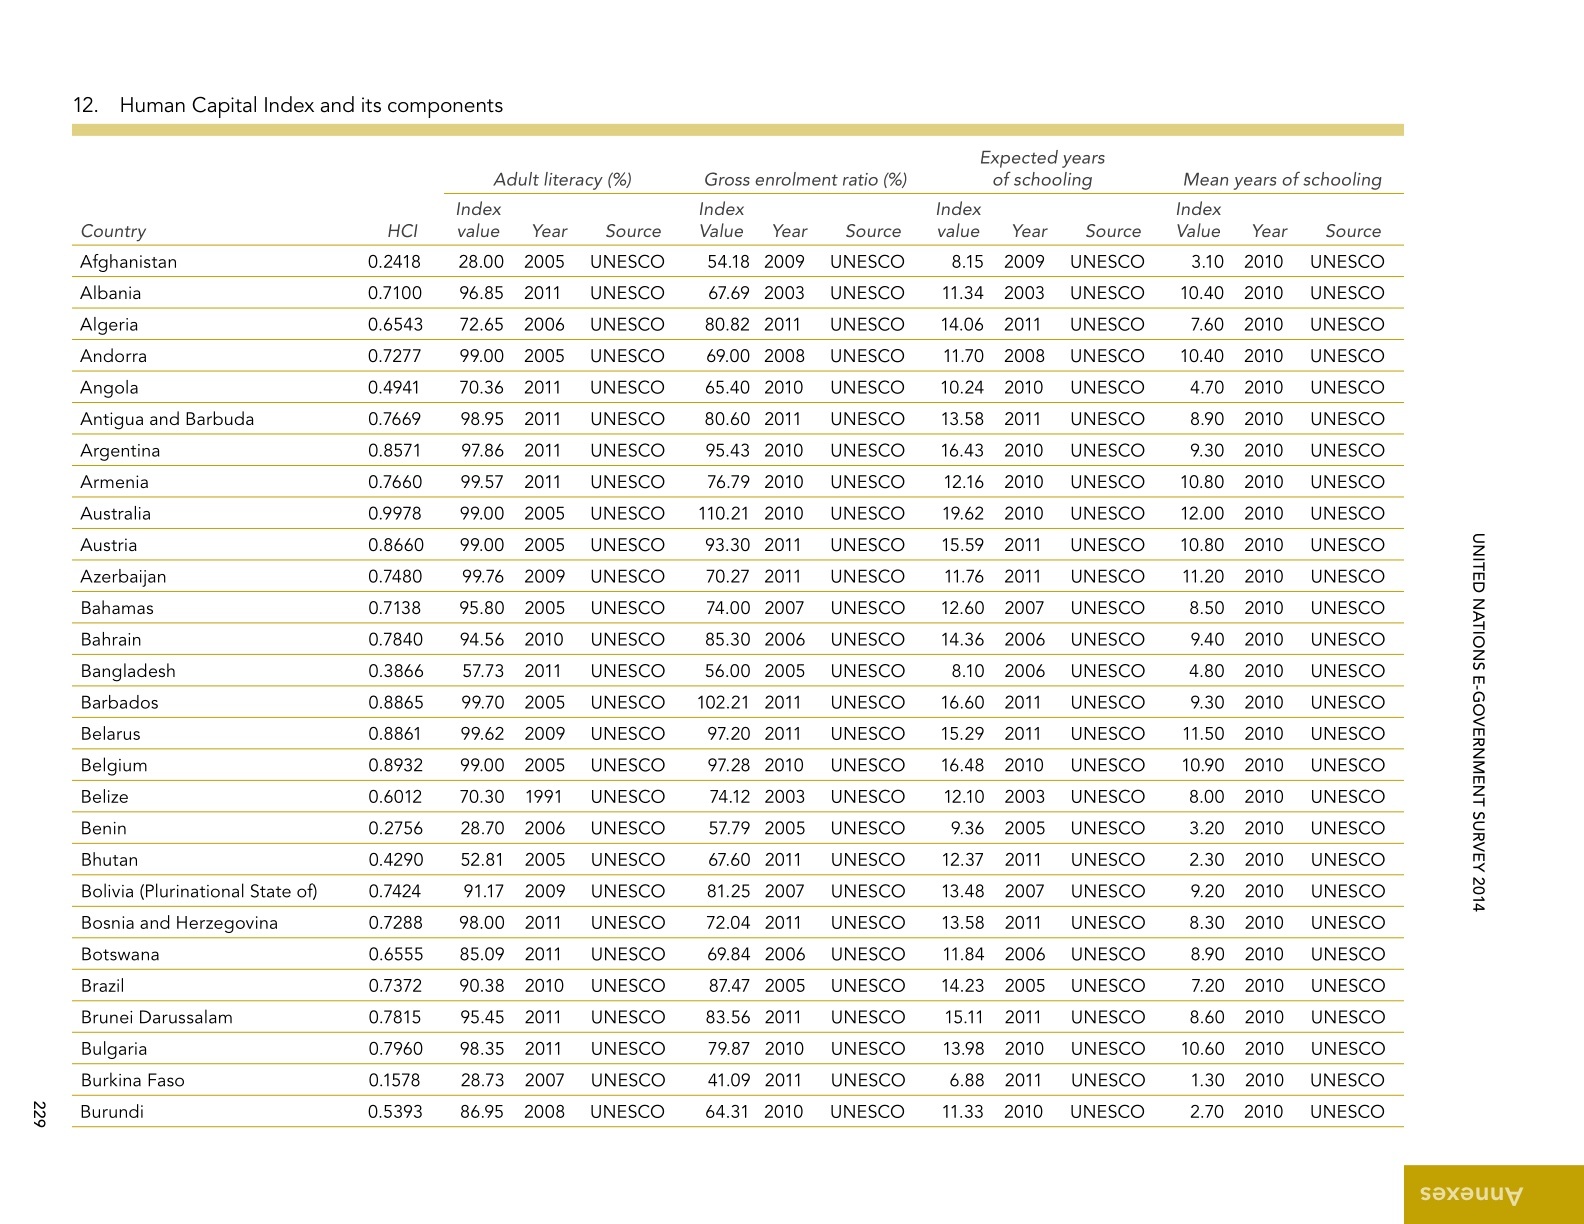 12. Human Capital Index and its components
Adult literacy (%) Gross enrolment ratio (%) Expected years of schooling Mean years of schooling
Country HCI Index value Year Source Index Value Year Source Index value Year Source Index Value Year Source
Afghanistan 0.2418 28.00 2005 UNESCO 54.18 2009 UNESCO 8.15 2009 UNESCO 3.10 2010 UNESCO
Albania 0.7100 96.85 2011 UNESCO 67.69 2003 UNESCO 11.34 2003 UNESCO 10.40 2010 UNESCO
Algeria 0.6543 72.65 2006 UNESCO 80.82 2011 UNESCO 14.06 2011 UNESCO 7.60 2010 UNESCO
Andorra 0.7277 99.00 2005 UNESCO 69.00 2008 UNESCO 11.70 2008 UNESCO 10.40 2010 UNESCO
Angola 0.4941 70.36 2011 UNESCO 65.40 2010 UNESCO 10.24 2010 UNESCO 4.70 2010 UNESCO
Antigua and Barbuda 0.7669 98.95 2011 UNESCO 80.60 2011 UNESCO 13.58 2011 UNESCO 8.90 2010 UNESCO
Argentina 0.8571 97.86 2011 UNESCO 95.43 2010 UNESCO 16.43 2010 UNESCO 9.30 2010 UNESCO
Armenia 0.7660 99.57 2011 UNESCO 76.79 2010 UNESCO 12.16 2010 UNESCO 10.80 2010 UNESCO
Australia 0.9978 99.00 2005 UNESCO 110.21 2010 UNESCO 19.62 2010 UNESCO 12.00 2010 UNESCO
Austria 0.8660 99.00 2005 UNESCO 93.30 2011 UNESCO 15.59 2011 UNESCO 10.80 2010 UNESCO
Azerbaijan 0.7480 99.76 2009 UNESCO 70.27 2011 UNESCO 11.76 2011 UNESCO 11.20 2010 UNESCO
Bahamas 0.7138 95.80 2005 UNESCO 74.00 2007 UNESCO 12.60 2007 UNESCO 8.50 2010 UNESCO
Bahrain 0.7840 94.56 2010 UNESCO 85.30 2006 UNESCO 14.36 2006 UNESCO 9.40 2010 UNESCO
Bangladesh 0.3866 57.73 2011 UNESCO 56.00 2005 UNESCO 8.10 2006 UNESCO 4.80 2010 UNESCO
Barbados 0.8865 99.70 2005 UNESCO 102.21 2011 UNESCO 16.60 2011 UNESCO 9.30 2010 UNESCO
Belarus 0.8861 99.62 2009 UNESCO 97.20 2011 UNESCO 15.29 2011 UNESCO 11.50 2010 UNESCO
Belgium 0.8932 99.00 2005 UNESCO 97.28 2010 UNESCO 16.48 2010 UNESCO 10.90 2010 UNESCO
Belize 0.6012 70.30 1991 UNESCO 74.12 2003 UNESCO 12.10 2003 UNESCO 8.00 2010 UNESCO
Benin 0.2756 28.70 2006 UNESCO 57.79 2005 UNESCO 9.36 2005 UNESCO 3.20 2010 UNESCO
Bhutan 0.4290 52.81 2005 UNESCO 67.60 2011 UNESCO 12.37 2011 UNESCO 2.30 2010 UNESCO
Bolivia (Plurinational State of) 0.7424 91.17 2009 UNESCO 81.25 2007 UNESCO 13.48 2007 UNESCO 9.20 2010 UNESCO
Bosnia and Herzegovina 0.7288 98.00 2011 UNESCO 72.04 2011 UNESCO 13.58 2011 UNESCO 8.30 2010 UNESCO
Botswana 0.6555 85.09 2011 UNESCO 69.84 2006 UNESCO 11.84 2006 UNESCO 8.90 2010 UNESCO
Brazil 0.7372 90.38 2010 UNESCO 87.47 2005 UNESCO 14.23 2005 UNESCO 7.20 2010 UNESCO
Brunei Darussalam 0.7815 95.45 2011 UNESCO 83.56 2011 UNESCO 15.11 2011 UNESCO 8.60 2010 UNESCO
Bulgaria 0.7960 98.35 2011 UNESCO 79.87 2010 UNESCO 13.98 2010 UNESCO 10.60 2010 UNESCO
Burkina Faso 0.1578 28.73 2007 UNESCO 41.09 2011 UNESCO 6.88 2011 UNESCO 1.30 2010 UNESCO
Burundi 0.5393 86.95 2008 UNESCO 64.31 2010 UNESCO 11.33 2010 UNESCO 2.70 2010 UNESCO
UNITED NATIONS E-GOVERNMENT SURVEY 2014
229
Annexes